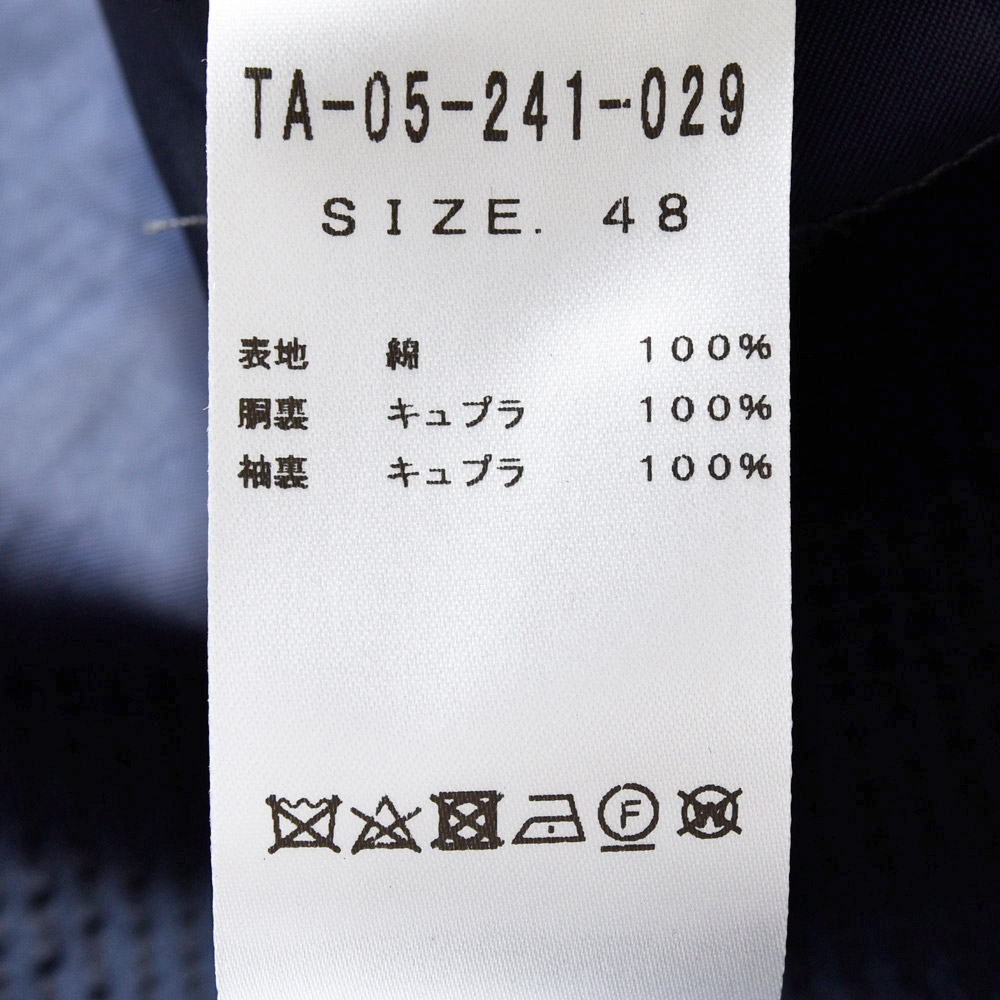 TA-05-241-029
SIZE. 48
表地 綿 100%
胴裏 キュプラ 100%
袖裏 キュプラ 100%
F W